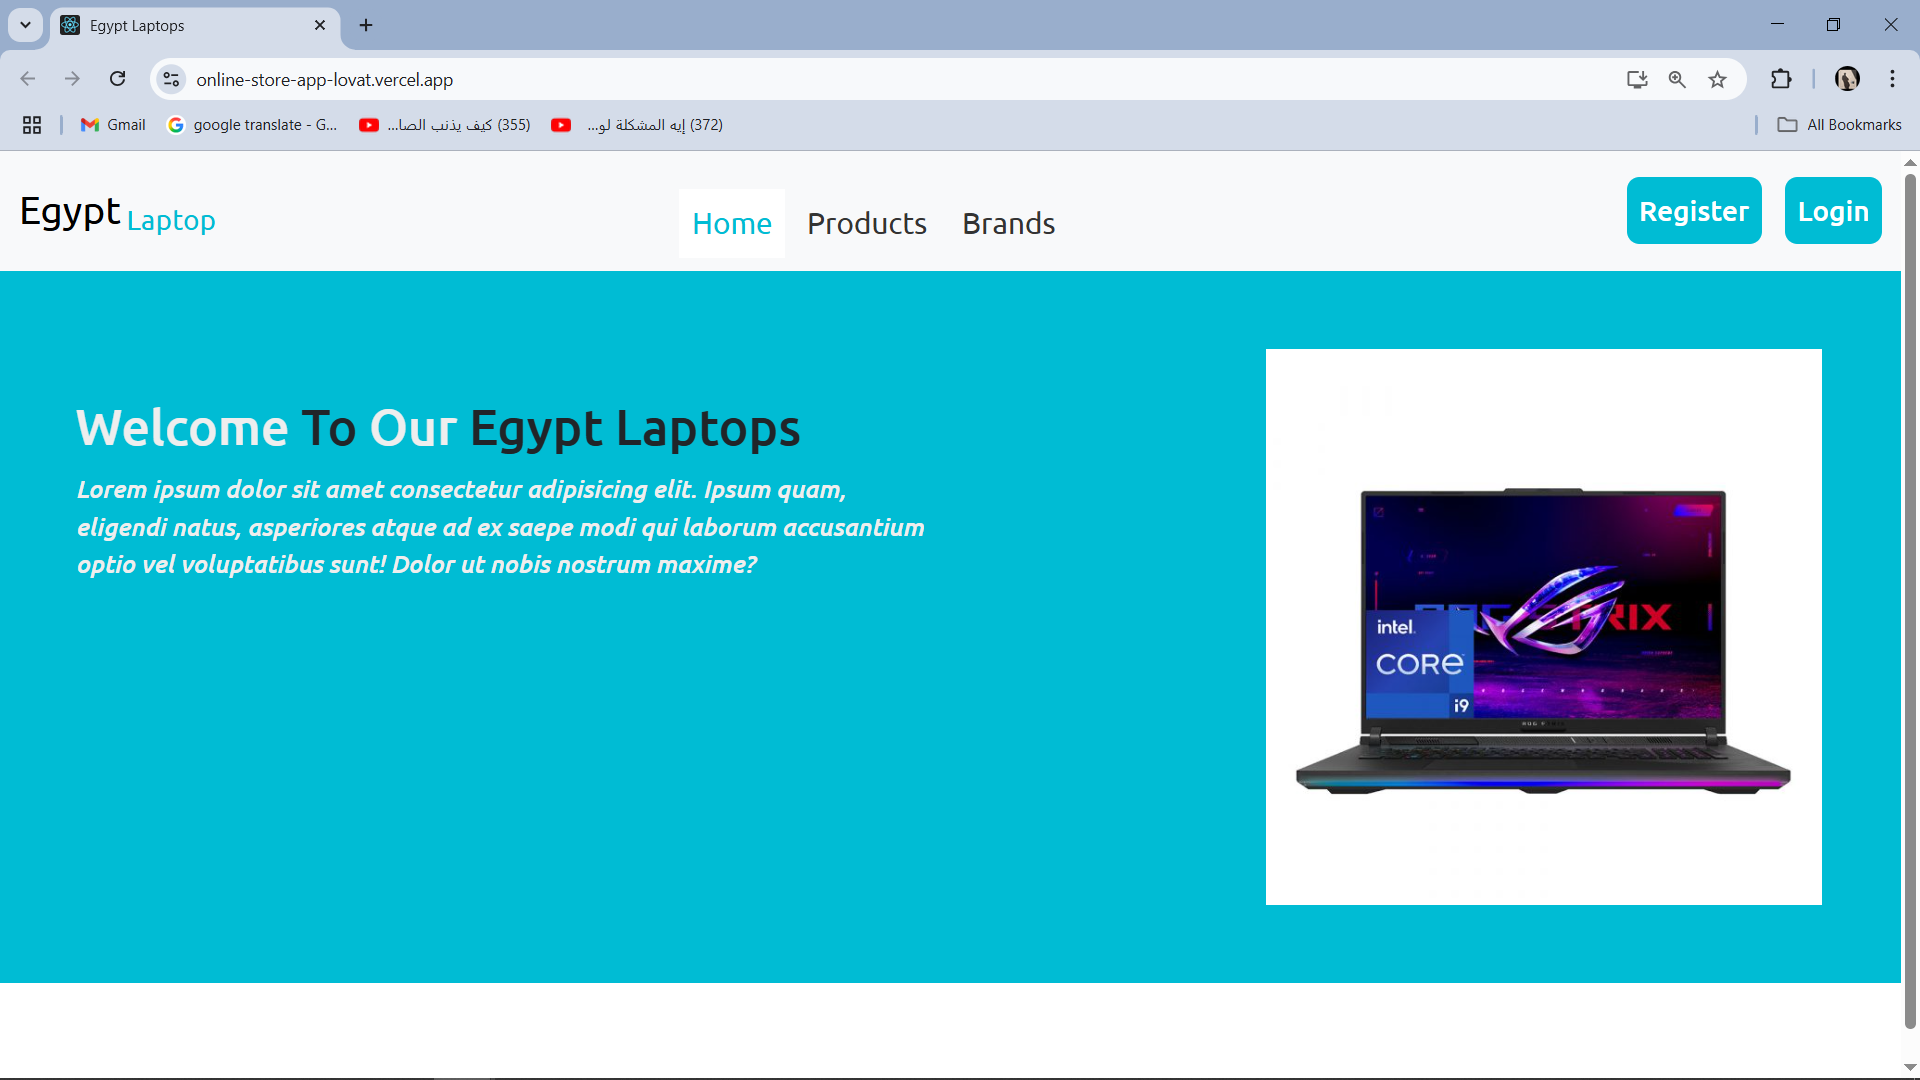 Egypt Laptops
online-store-app-lovat.vercel.app
Gmail
google translate - G...
(355) كيف يذنب الصا...
(372) إيه المشكلة لو...
All Bookmarks
Egypt Laptop
Home
Products
Brands
Register
Login
Welcome To Our Egypt Laptops
Lorem ipsum dolor sit amet consectetur adipisicing elit. Ipsum quam,
eligendi natus, asperiores atque ad ex saepe modi qui laborum accusantium
optio vel voluptatibus sunt! Dolor ut nobis nostrum maxime?
intel.
CORE
i9